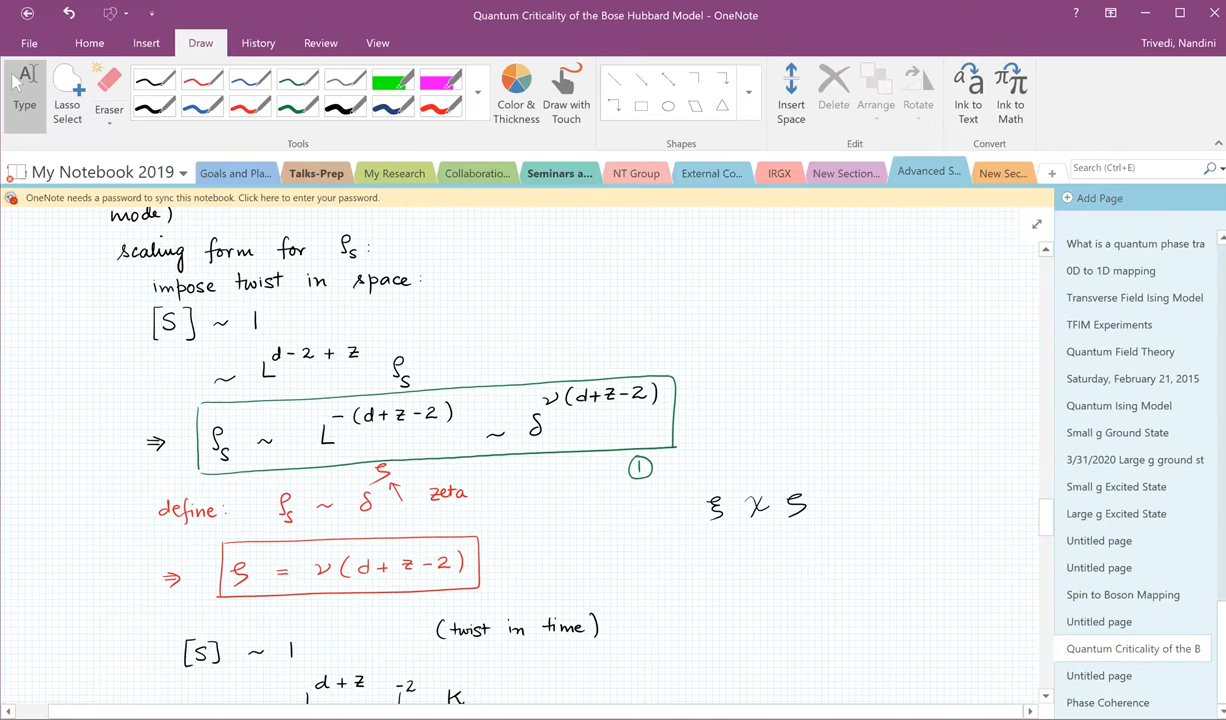 Quantum Criticality of the Bose Hubbard Model - OneNote
Trivedi, Nandini
File Home Insert Draw History Review View
Type
Lasso Select
Eraser
Color & Thickness
Draw with Touch
Insert Space
Delete
Arrange
Rotate
Ink to Text
Ink to Math
Tools Shapes Edit Convert
My Notebook 2019
Goals and Pla...
Talks-Prep
My Research
Collaboratio...
Seminars a...
NT Group
External Co...
IRGX
New Section...
Advanced S...
New Sec...
Search (Ctrl+E)
OneNote needs a password to sync this notebook. Click here to enter your password.
Add Page
mode)
scaling form for ρ_s:
impose twist in space:
[S] ~ 1
~ L^{d-2+z} ρ_s
⇒ ρ_s ~ L^{-(d+z-2)} ~ δ^{ν(d+z-2)}
①
define: ρ_s ~ δ^ζ zeta
ξ χ ζ
⇒ ζ = ν(d+z-2)
(twist in time)
[S] ~ 1
What is a quantum phase tra
0D to 1D mapping
Transverse Field Ising Model
TFIM Experiments
Quantum Field Theory
Saturday, February 21, 2015
Quantum Ising Model
Small g Ground State
3/31/2020 Large g ground st
Small g Excited State
Large g Excited State
Untitled page
Untitled page
Spin to Boson Mapping
Untitled page
Quantum Criticality of the B
Untitled page
Phase Coherence